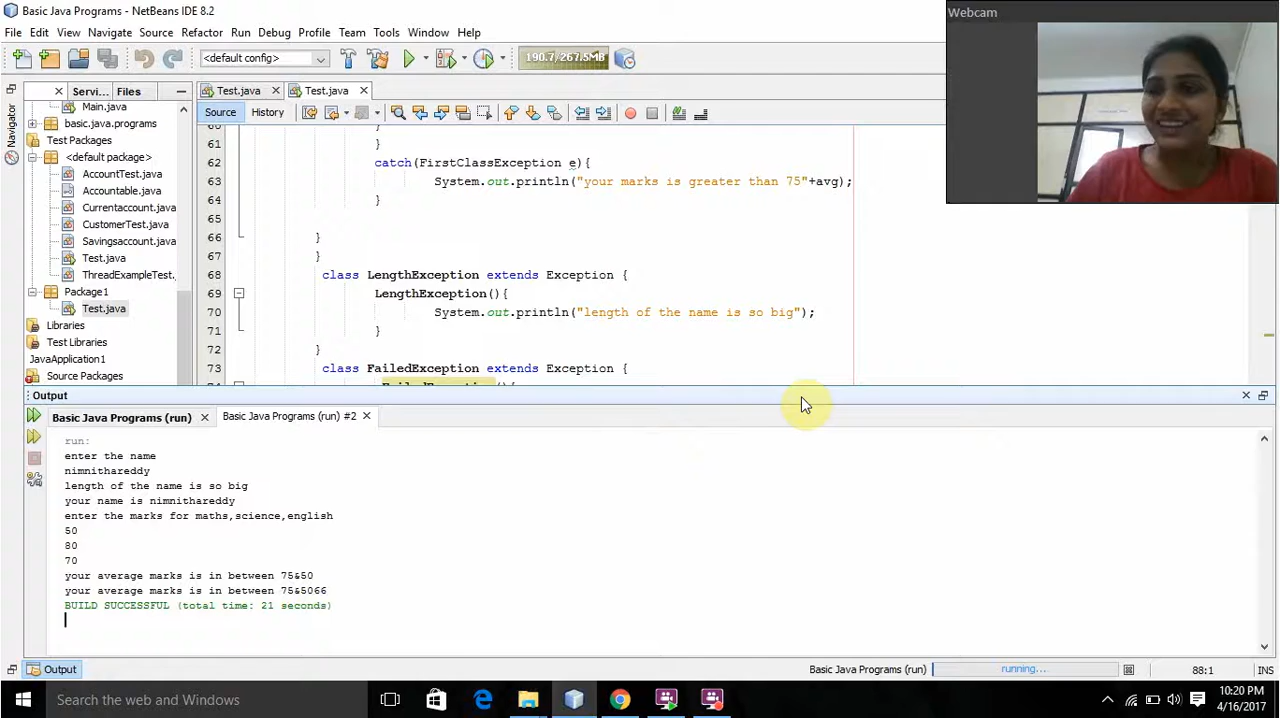 Basic Java Programs - NetBeans IDE 8.2
Webcam
File Edit View Navigate Source Refactor Run Debug Profile Team Tools Window Help
<default config>
190.7/267.5MB
Servi... Files
Test.java Test.java
Navigator
Source History
Main.java
basic.java.programs
Test Packages
<default package>
AccountTest.java
Accountable.java
Currentaccount.java
CustomerTest.java
Savingsaccount.java
Test.java
ThreadExampleTest.
Package1
Test.java
Libraries
Test Libraries
JavaApplication1
Source Packages
60 }
61 }
62 catch(FirstClassException e){
63 System.out.println("your marks is greater than 75"+avg);
64 }
65
66 }
67 }
68 class LengthException extends Exception {
69 LengthException(){
70 System.out.println("length of the name is so big");
71 }
72 }
73 class FailedException extends Exception {
74 FailedException(){
Output
Basic Java Programs (run) Basic Java Programs (run) #2
run:
enter the name
nimnithareddy
length of the name is so big
your name is nimnithareddy
enter the marks for maths,science,english
50
80
70
your average marks is in between 75&50
your average marks is in between 75&5066
BUILD SUCCESSFUL (total time: 21 seconds)
Output
Basic Java Programs (run) running... 88:1 INS
Search the web and Windows
10:20 PM
4/16/2017